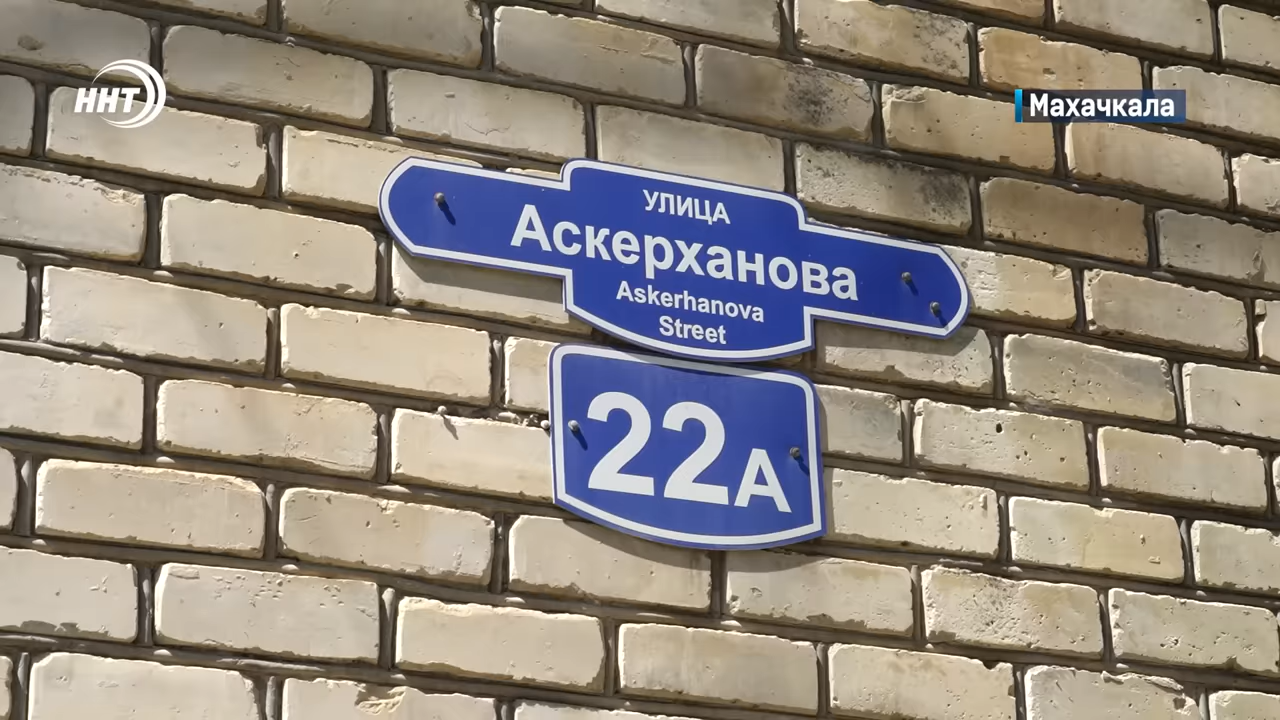 ННТ
Махачкала
УЛИЦА
Аскерханова
Askerhanova
Street
22А